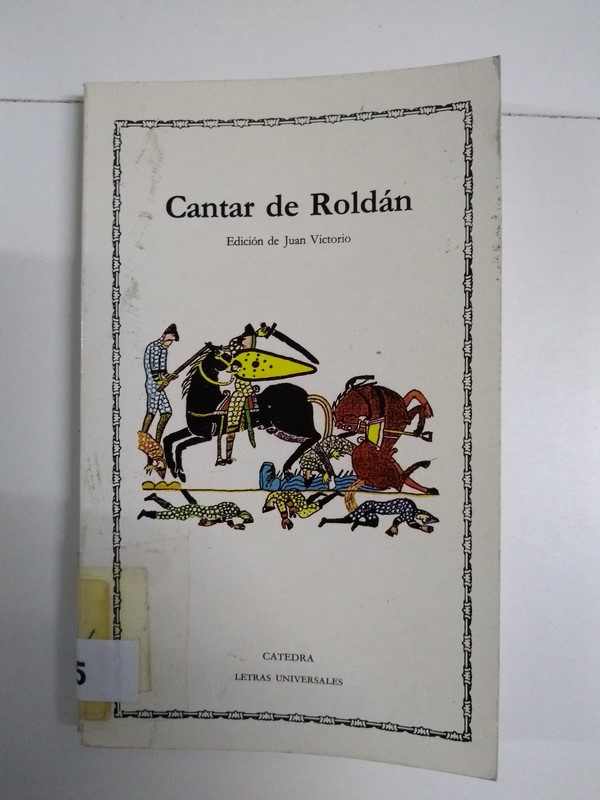 Cantar de Roldán
Edición de Juan Victorio
5
CATEDRA
LETRAS UNIVERSALES